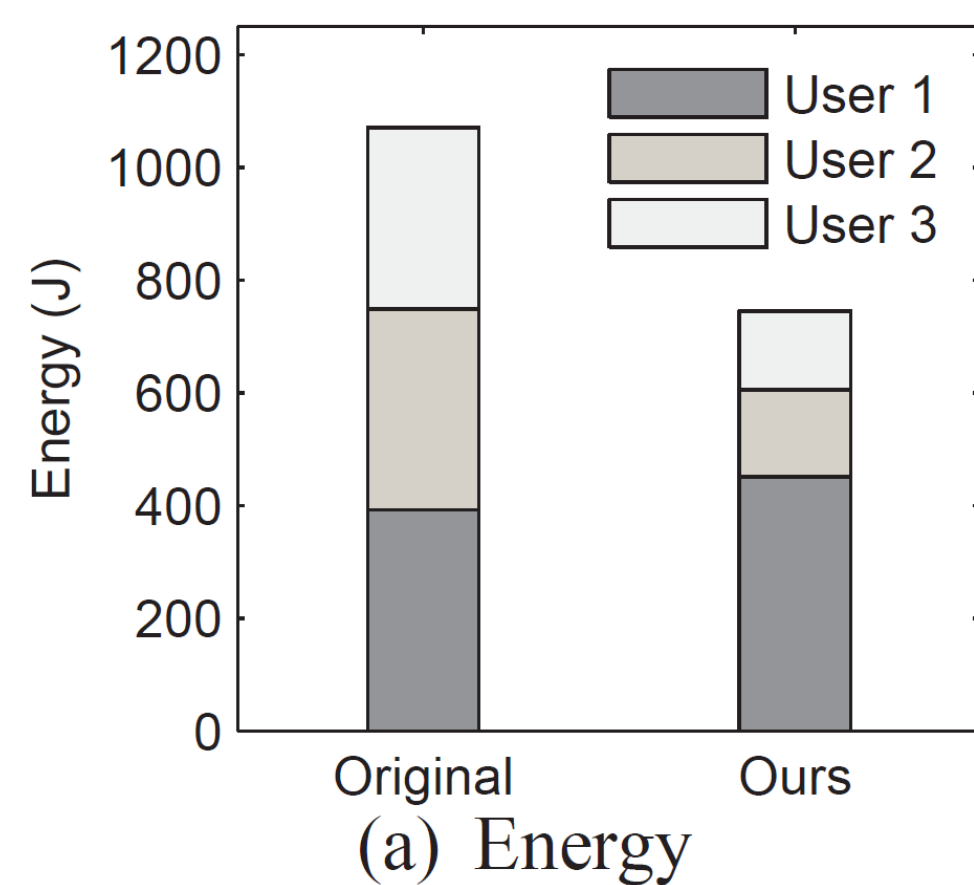 1200
1000
800
600
400
200
0
Energy (J)
User 1
User 2
User 3
Original Ours
(a) Energy